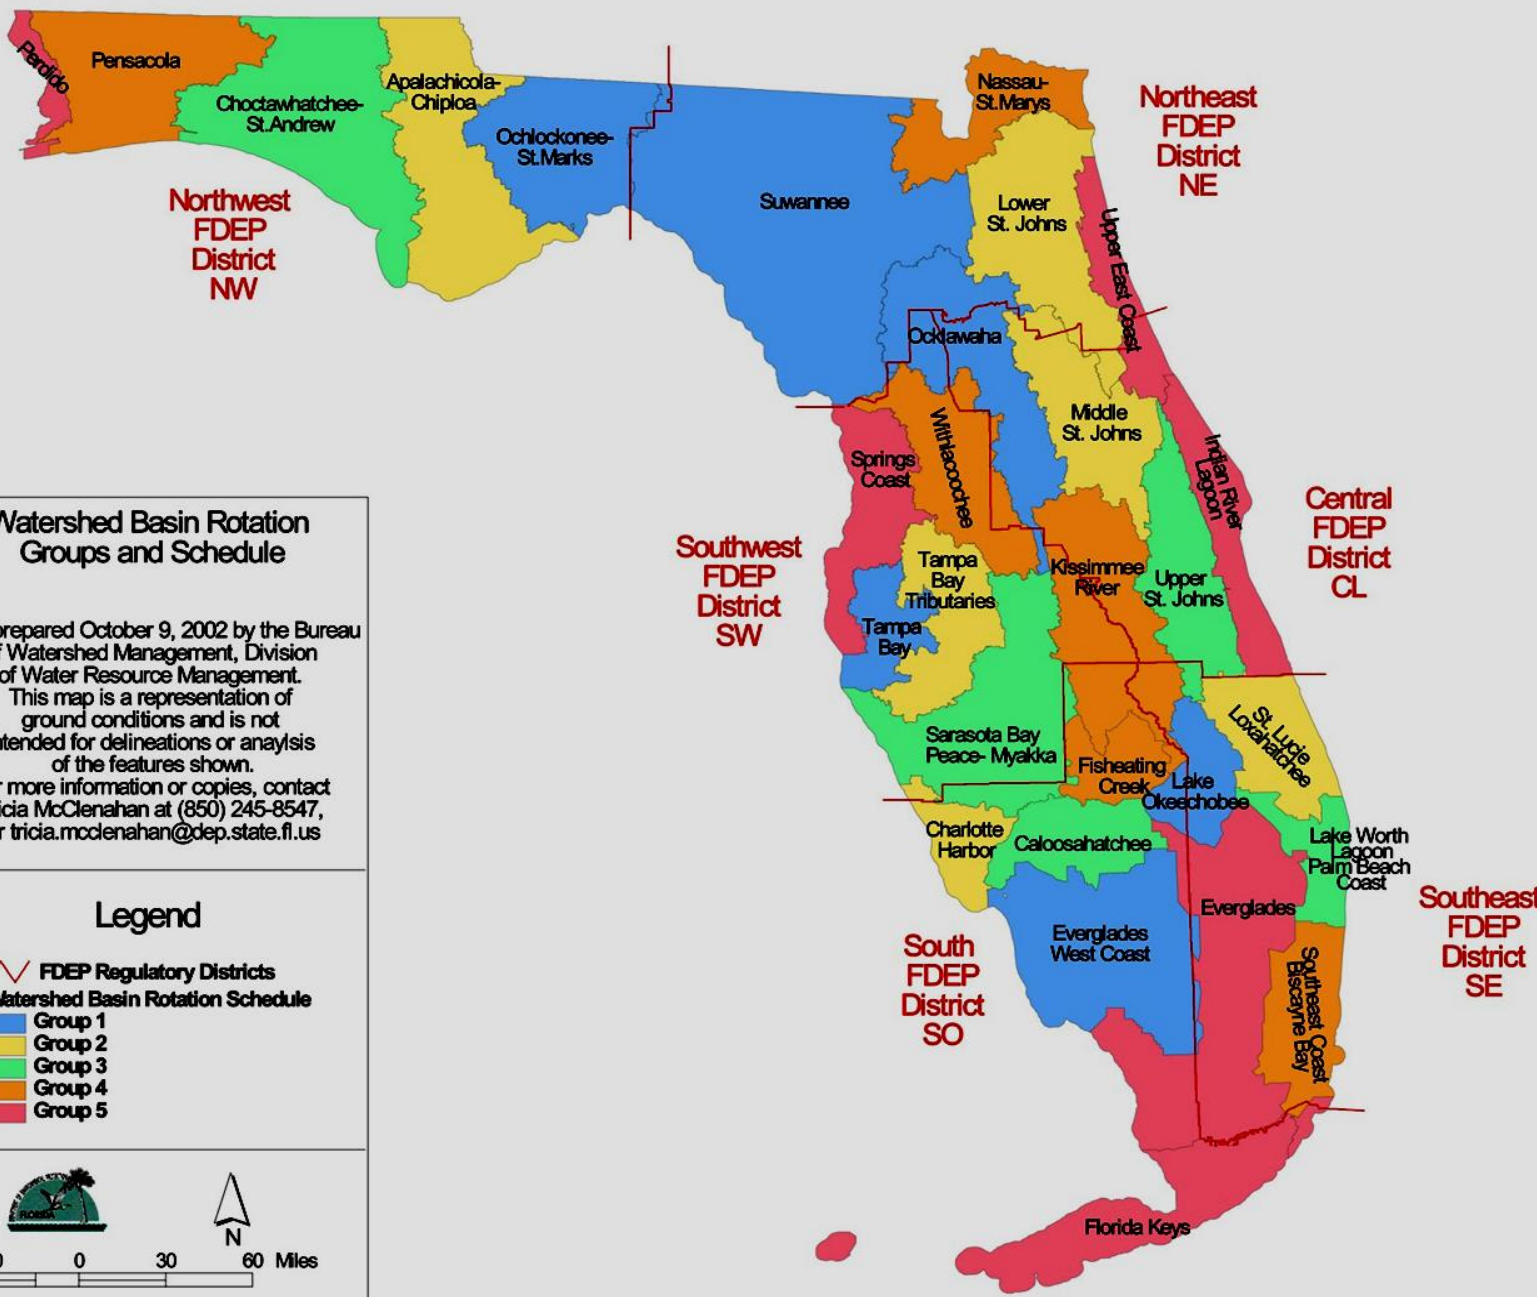 Perdido
Pensacola
Choctawhatchee-
St.Andrew
Apalachicola-
Chiploa
Ochlockonee-
St.Marks
Suwannee
Nassau-
St.Marys
Lower
St. Johns
Upper East Coast
Ocklawaha
Middle
St. Johns
Withlacoochee
Springs
Coast
Indian River
Lagoon
Tampa
Bay
Tributaries
Tampa
Bay
Kissimmee
River
Upper
St. Johns
Sarasota Bay
Peace- Myakka
Fisheating
Creek
Lake
Okeechobee
St. Lucie
Loxahatchee
Charlotte
Harbor
Caloosahatchee
Lake Worth
Lagoon
Palm Beach
Coast
Everglades
Everglades
West Coast
Southeast Coast
Biscayne Bay
Florida Keys
Northwest
FDEP
District
NW
Northeast
FDEP
District
NE
Central
FDEP
District
CL
Southwest
FDEP
District
SW
South
FDEP
District
SO
Southeast
FDEP
District
SE
Watershed Basin Rotation
Groups and Schedule
prepared October 9, 2002 by the Bureau
f Watershed Management, Division
of Water Resource Management.
This map is a representation of
ground conditions and is not
ntended for delineations or anaylsis
of the features shown.
r more information or copies, contact
icia McClenahan at (850) 245-8547,
r tricia.mcclenahan@dep.state.fl.us
Legend
FDEP Regulatory Districts
Watershed Basin Rotation Schedule
Group 1
Group 2
Group 3
Group 4
Group 5
FLORIDA
N
0 0 30 60 Miles